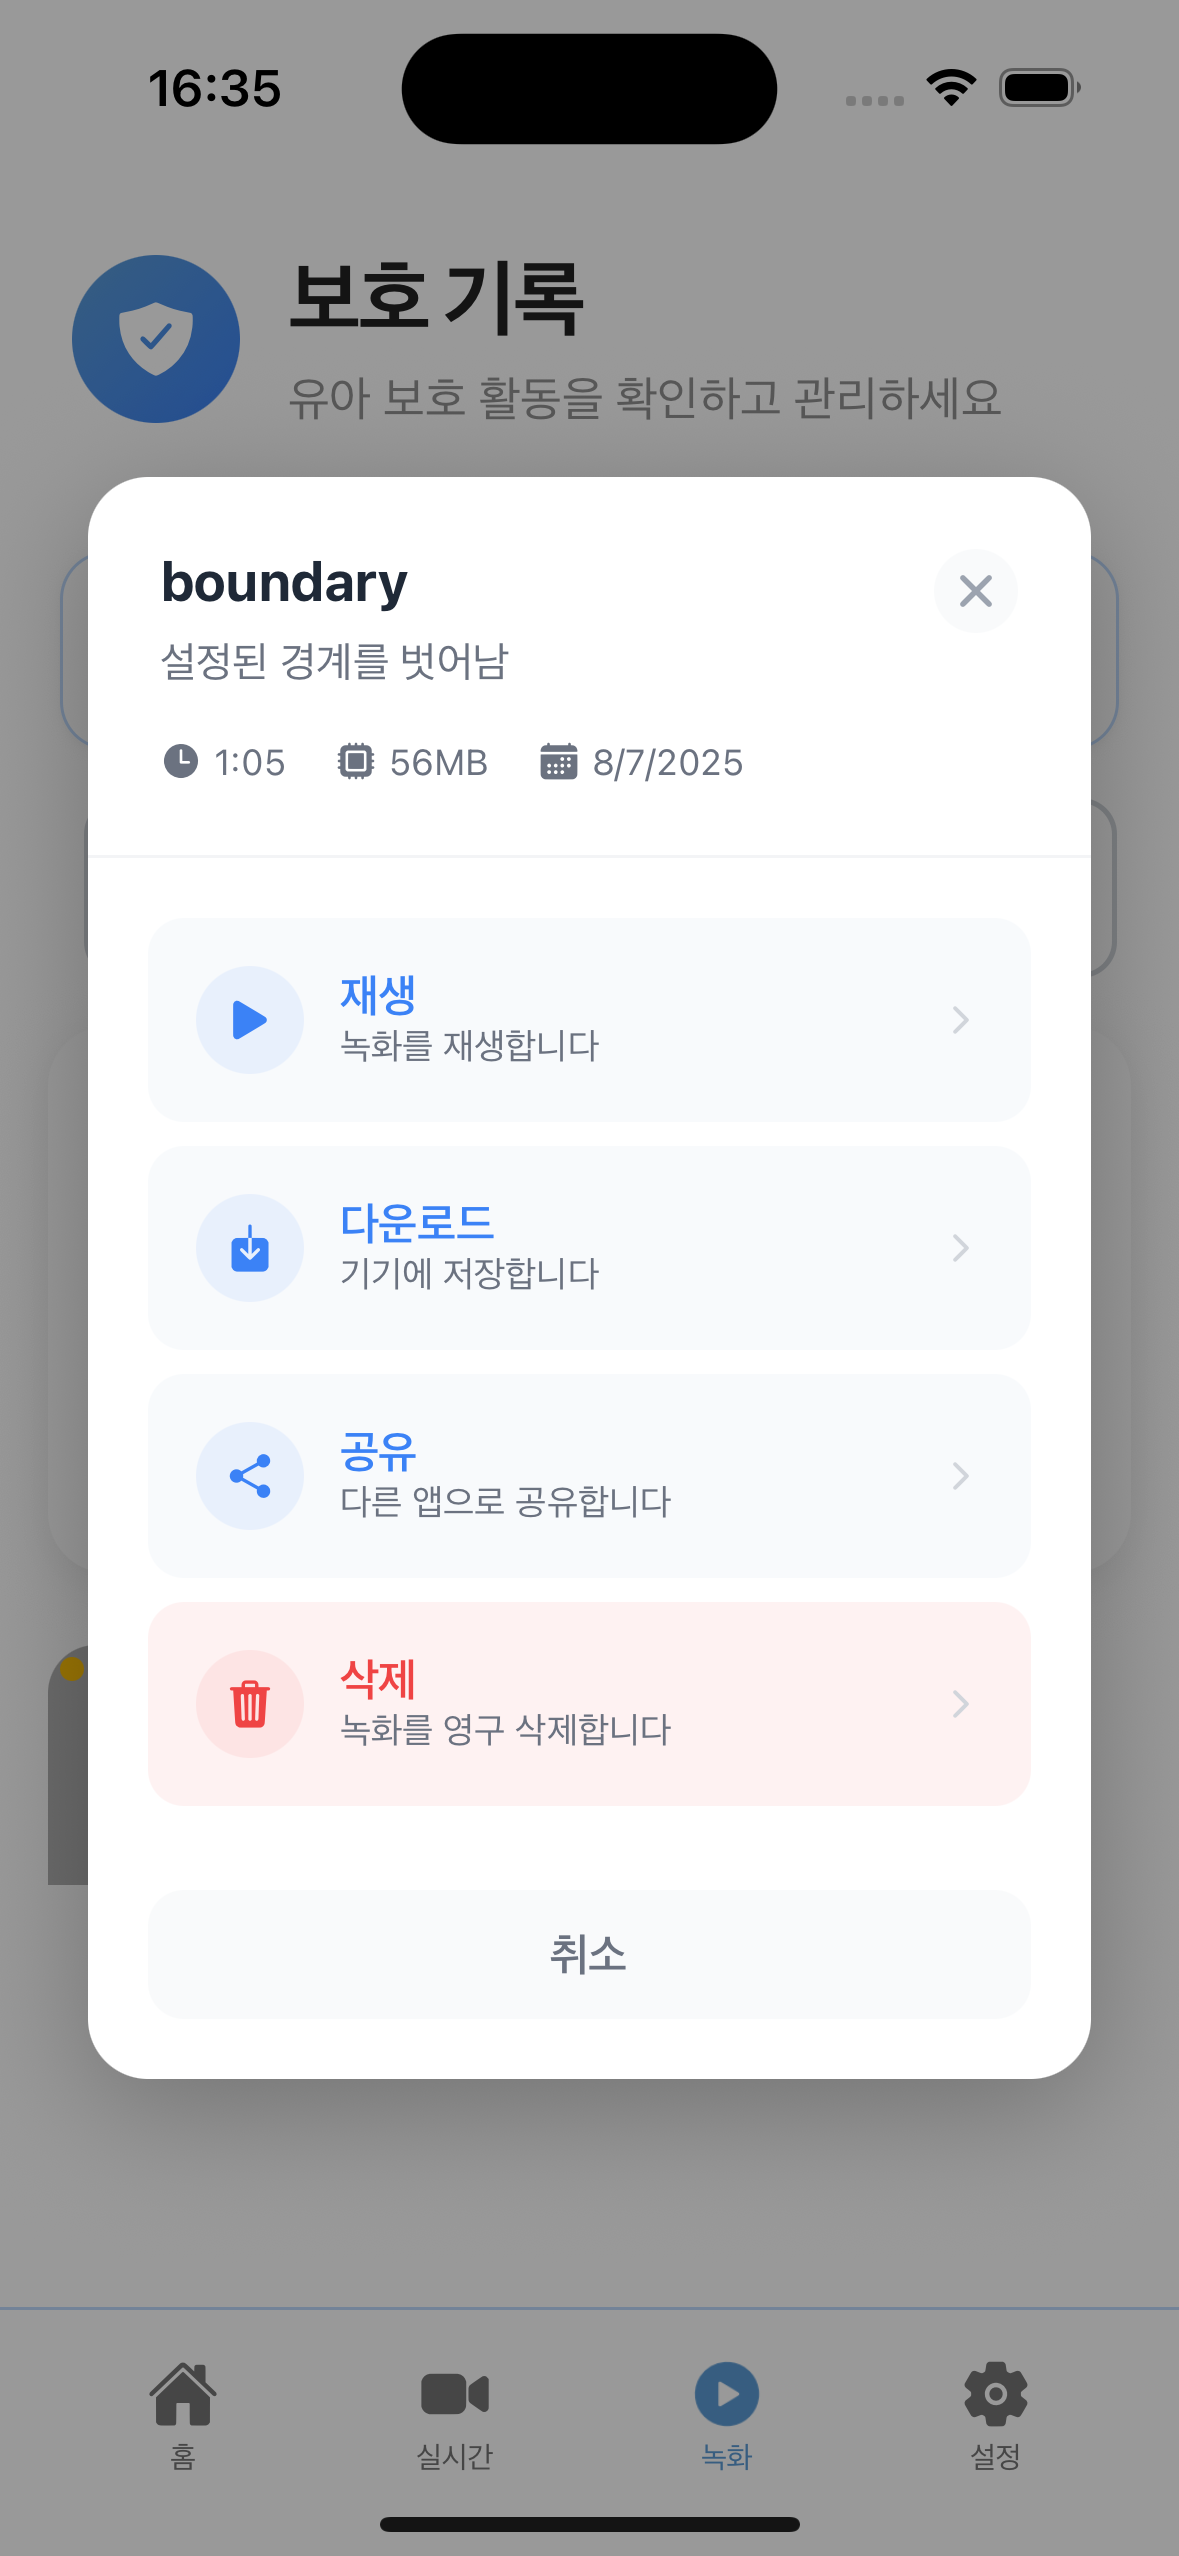 16:35
보호 기록
유아 보호 활동을 확인하고 관리하세요
boundary
설정된 경계를 벗어남
1:05 56MB 8/7/2025
재생
녹화를 재생합니다
다운로드
기기에 저장합니다
공유
다른 앱으로 공유합니다
삭제
녹화를 영구 삭제합니다
취소
홈 실시간 녹화 설정